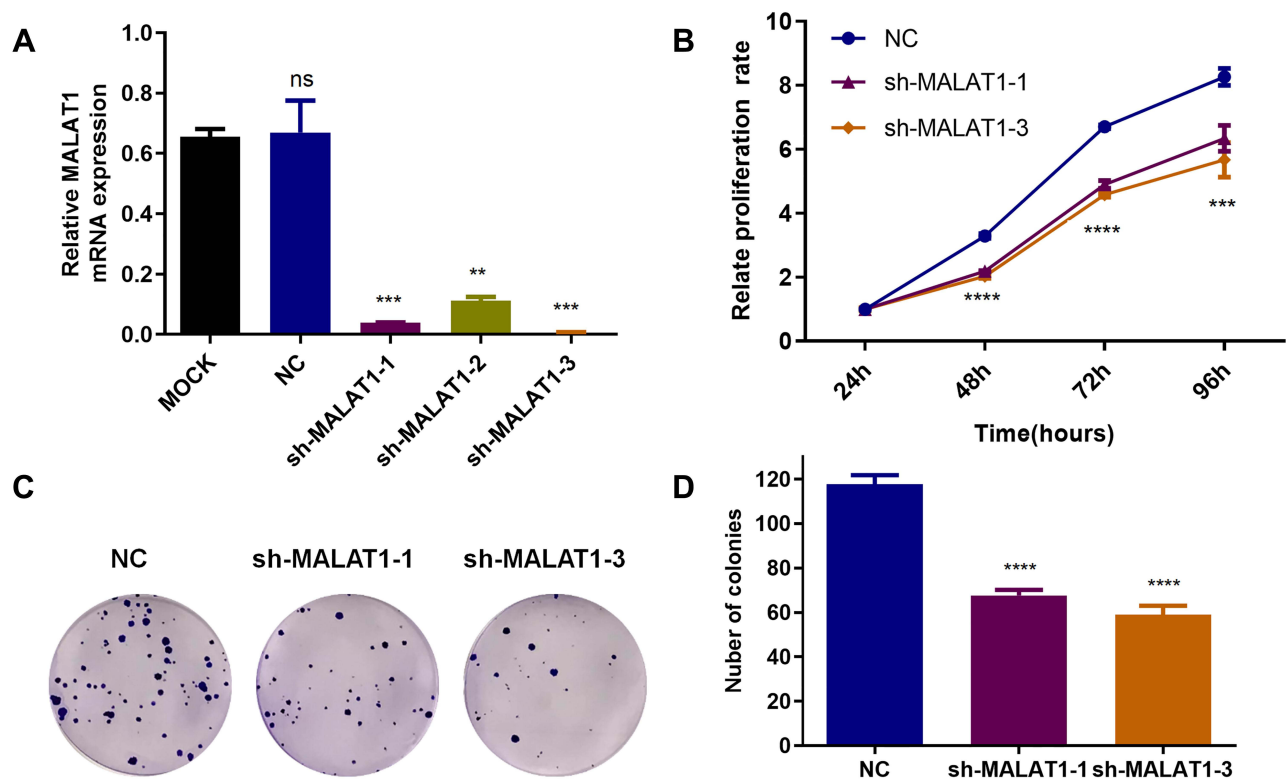 A
Relative MALAT1
mRNA expression
1.0
0.8
0.6
0.4
0.2
0.0
ns
***
**
***
MOCK
NC
sh-MALAT1-1
sh-MALAT1-2
sh-MALAT1-3
B
Relate proliferation rate
10
8
6
4
2
0
NC
sh-MALAT1-1
sh-MALAT1-3
****
****
***
24h
48h
72h
96h
Time(hours)
C
NC
sh-MALAT1-1
sh-MALAT1-3
D
Nuber of colonies
120
100
80
60
40
20
0
****
****
NC
sh-MALAT1-1
sh-MALAT1-3